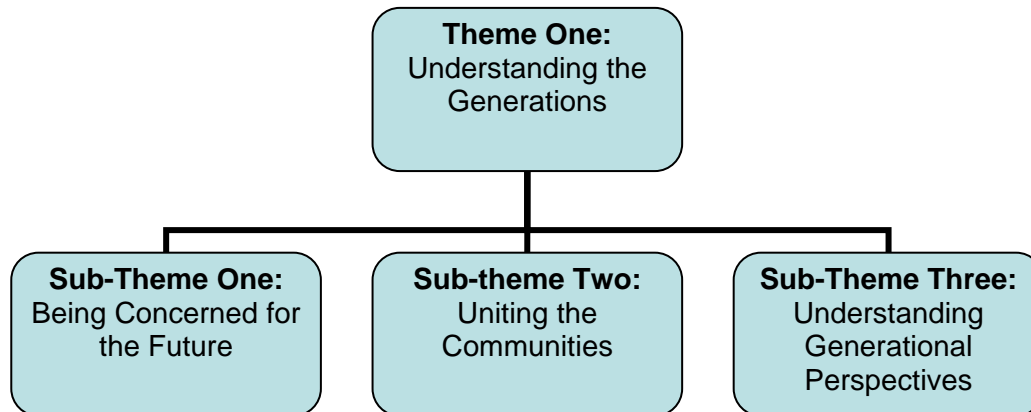 Theme One:
Understanding the
Generations
Sub-Theme One:
Being Concerned for
the Future
Sub-theme Two:
Uniting the
Communities
Sub-Theme Three:
Understanding
Generational
Perspectives